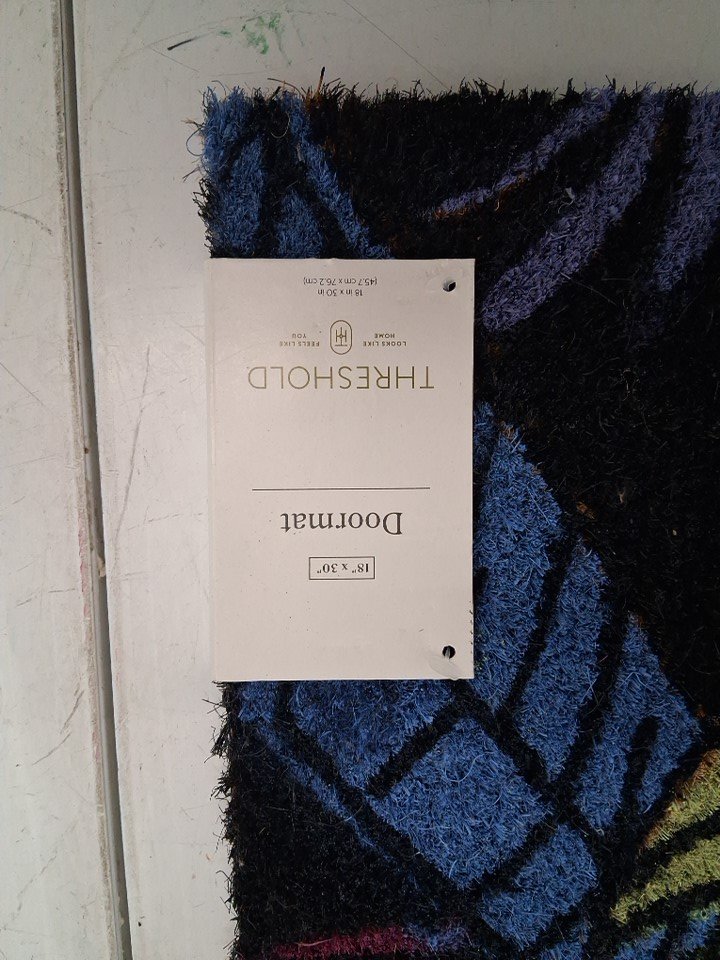 18" x 30"
Doormat
THRESHOLD
LOOKS LIKE HOME
FEELS LIKE YOU
18 in x 30 in
(45.7 cm x 76.2 cm)